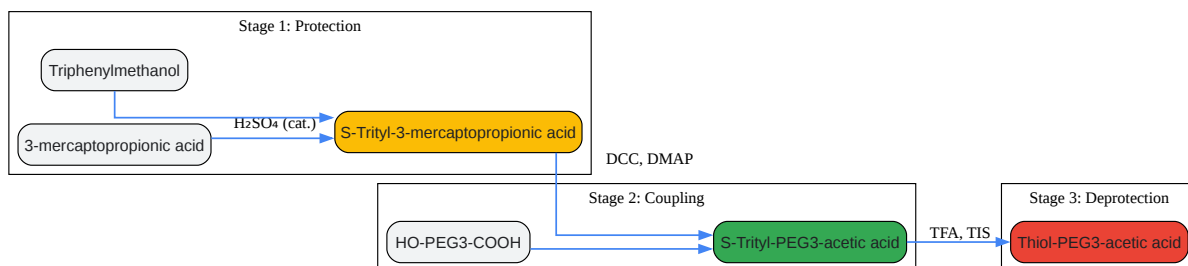 Stage 1: Protection
Triphenylmethanol
H₂SO₄ (cat.)
3-mercaptopropionic acid
S-Trityl-3-mercaptopropionic acid
DCC, DMAP
Stage 2: Coupling
HO-PEG3-COOH
S-Trityl-PEG3-acetic acid
TFA, TIS
Stage 3: Deprotection
Thiol-PEG3-acetic acid